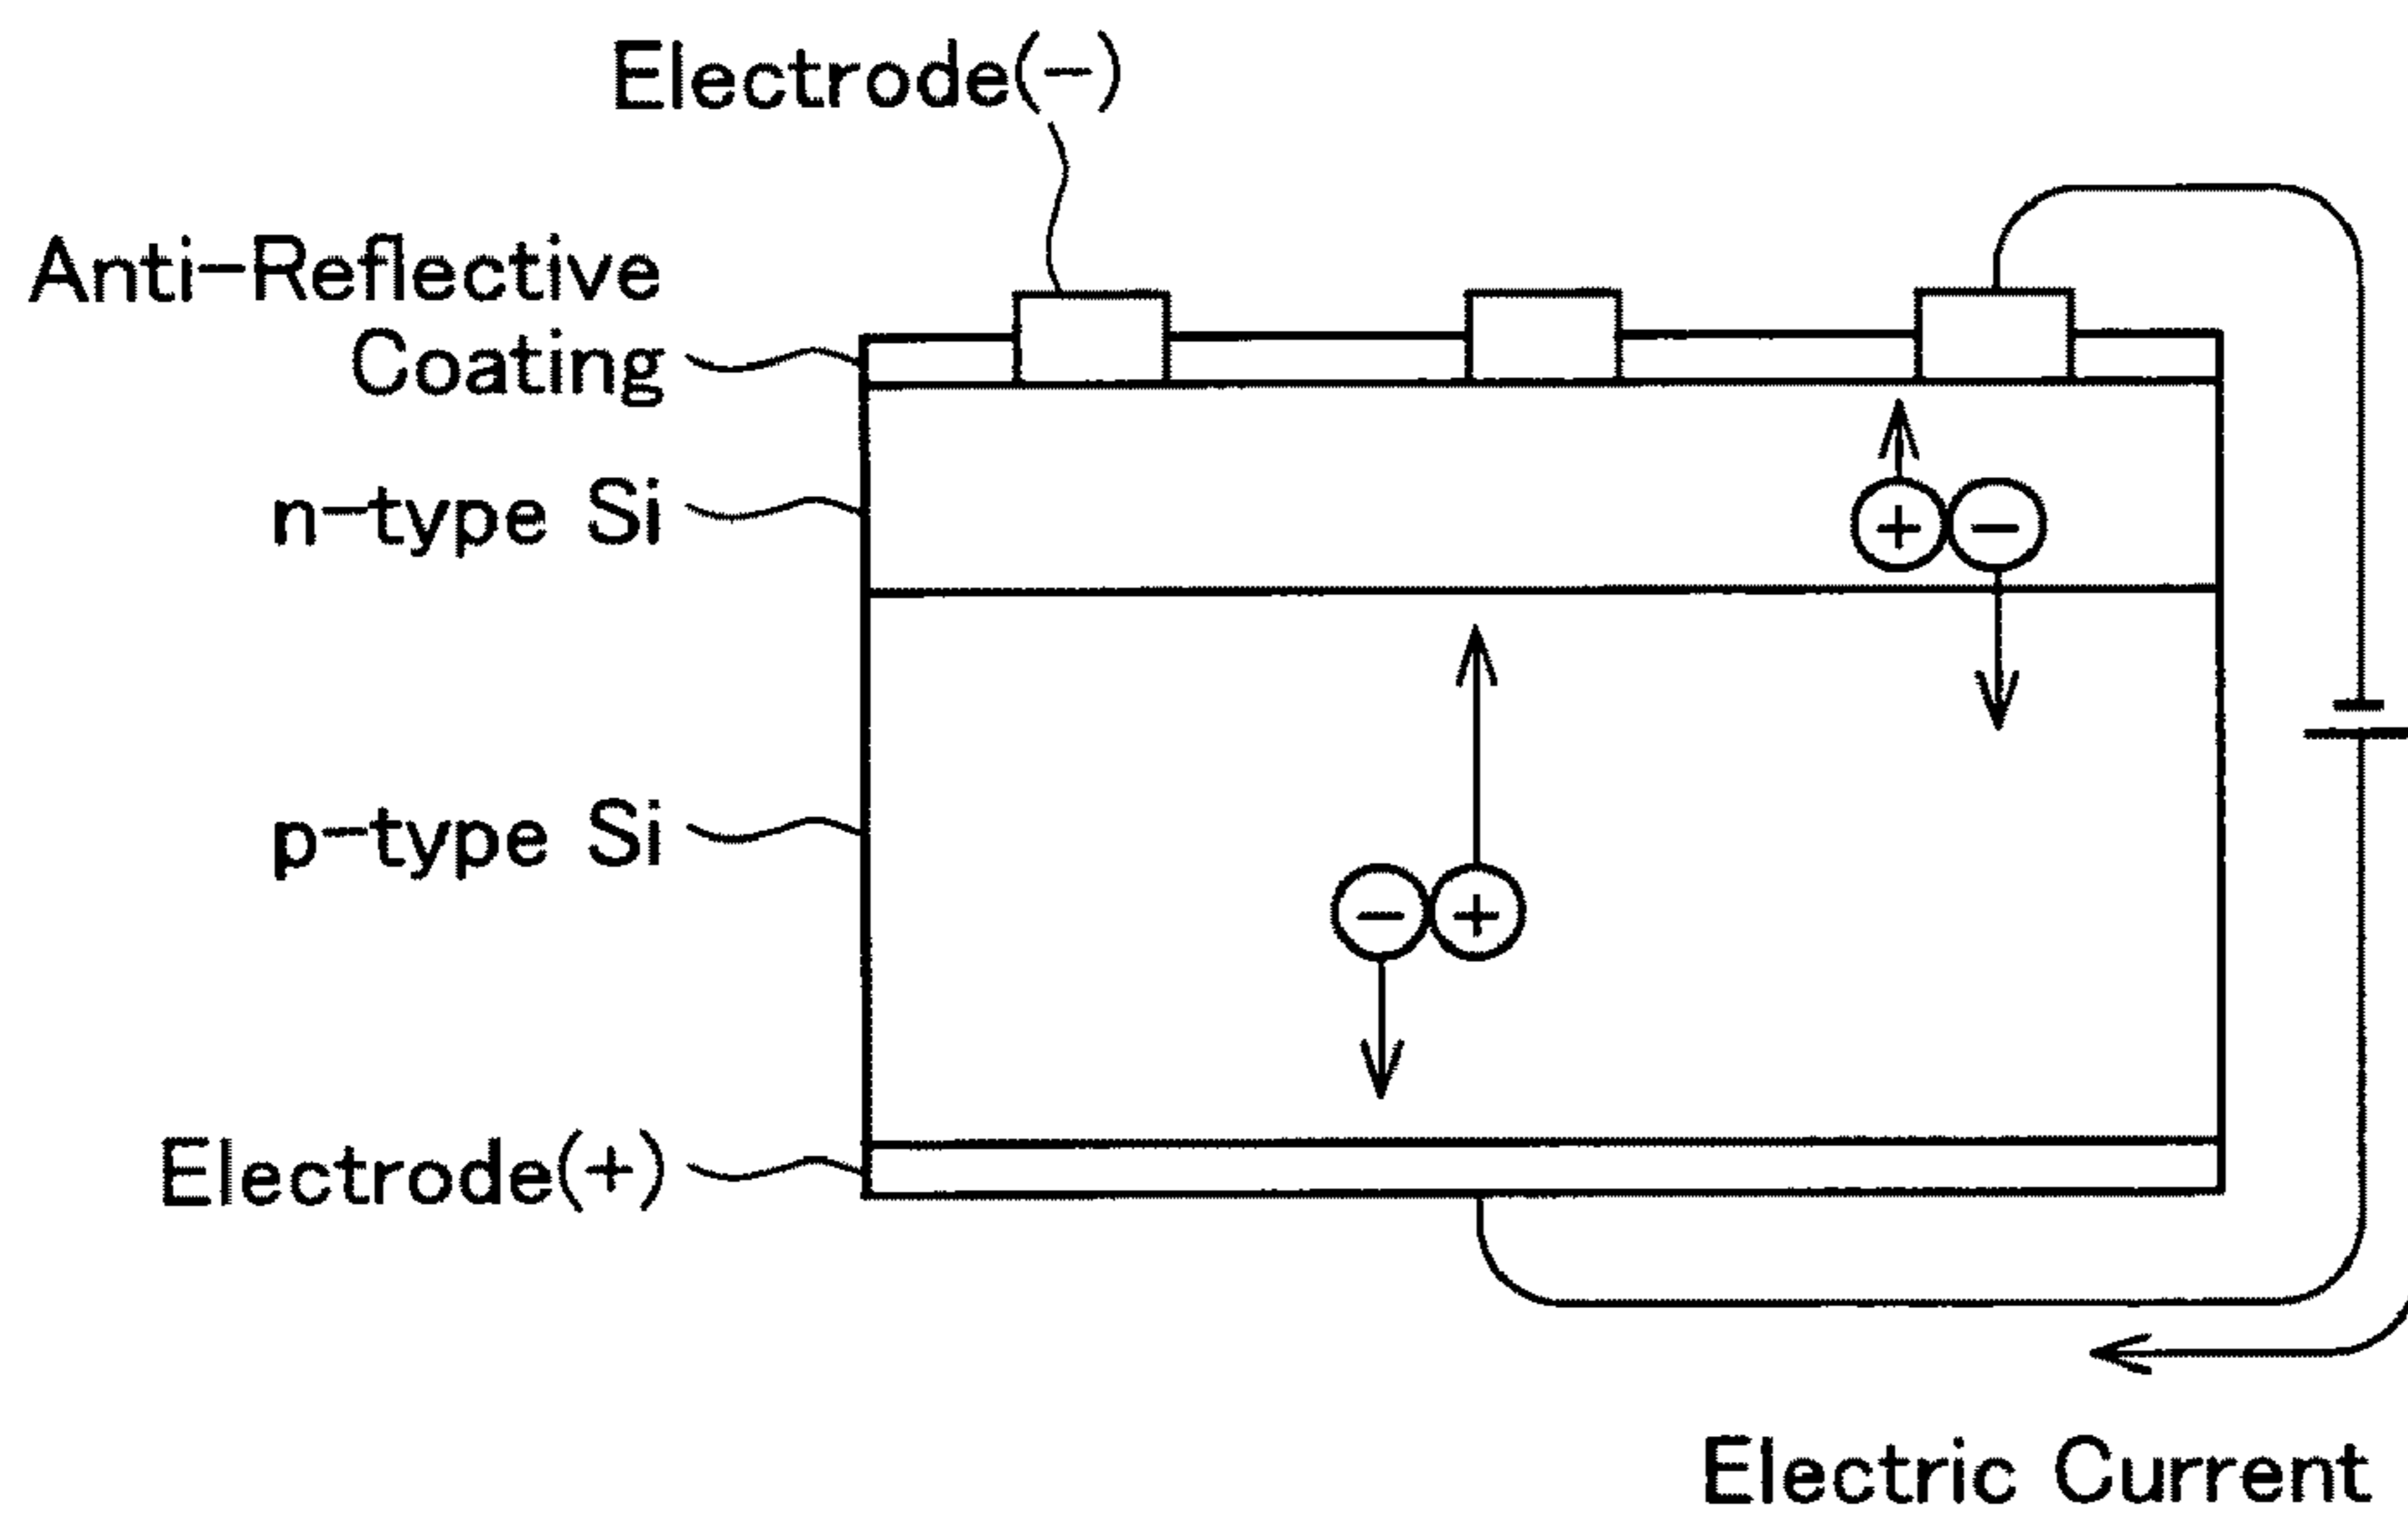 Electrode(−)
Anti-Reflective
Coating
n-type Si
+ −
p-type Si
− +
Electrode(+)
Electric Current